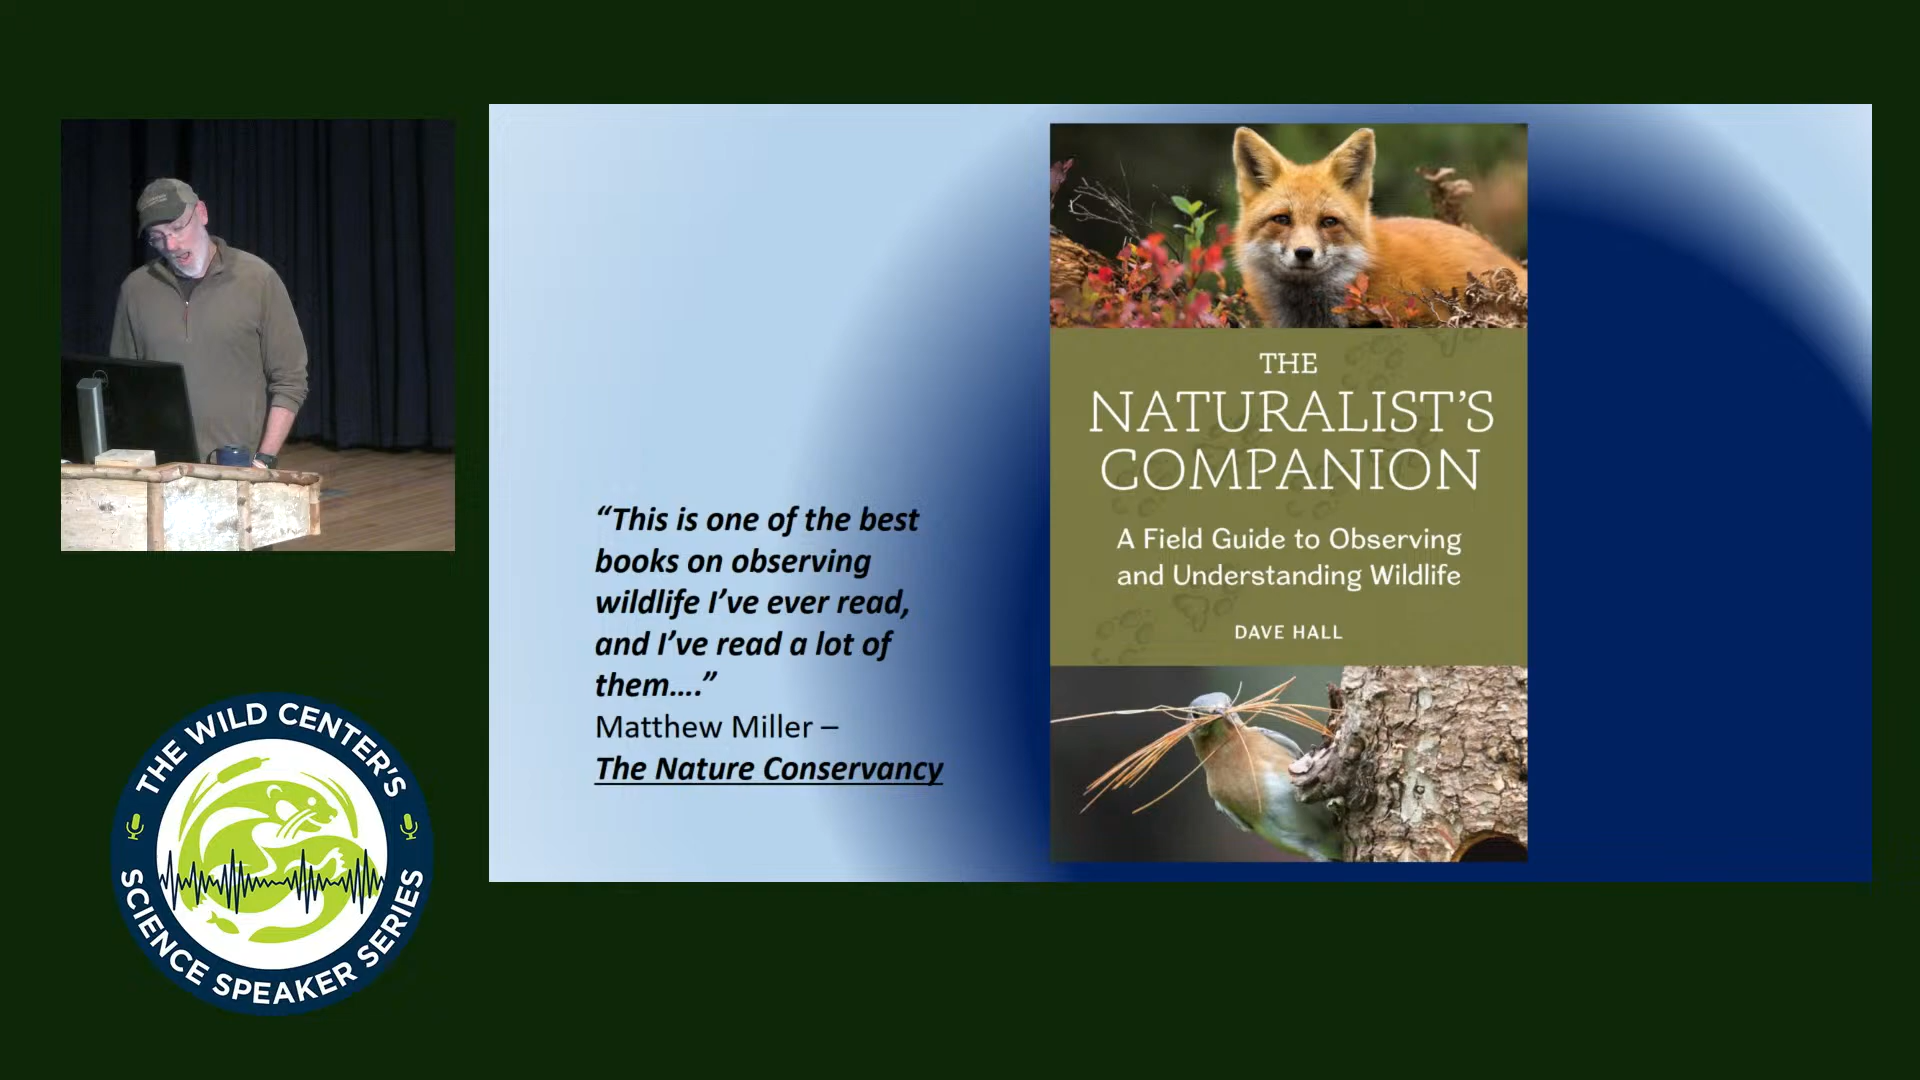 THE WILD CENTER'S
SCIENCE SPEAKER SERIES
“This is one of the best
books on observing
wildlife I’ve ever read,
and I’ve read a lot of
them....”
Matthew Miller –
The Nature Conservancy
THE
NATURALIST’S
COMPANION
A Field Guide to Observing
and Understanding Wildlife
DAVE HALL